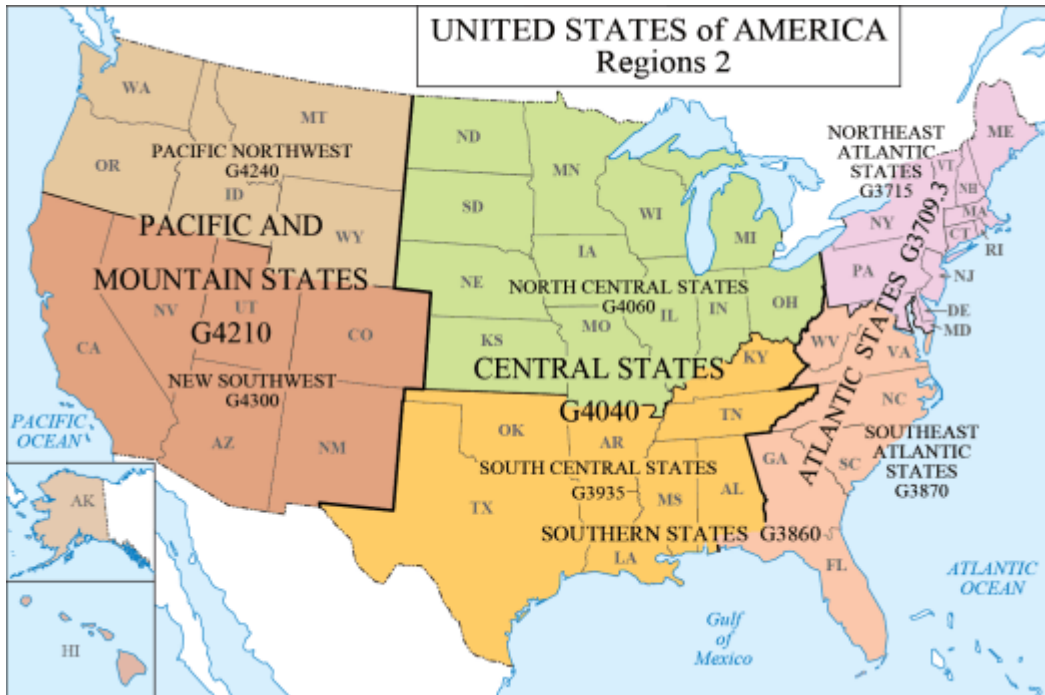 UNITED STATES of AMERICA
Regions 2
WA
MT
ND
ME
OR
PACIFIC NORTHWEST
G4240
ID
MN
NORTHEAST
ATLANTIC
STATES
G3715
VT
NH
SD
WI
MI
NY
MA
CT
RI
PACIFIC AND
MOUNTAIN STATES
G4210
WY
IA
NE
NORTH CENTRAL STATES
G4060
PA
NJ
DE
MD
NV
UT
CO
KS
MO
IL
IN
OH
WV
VA
CA
CENTRAL STATES
G4040
KY
ATLANTIC STATES G3709.3
NEW SOUTHWEST
G4300
NC
TN
PACIFIC
OCEAN
AZ
NM
OK
AR
SOUTHEAST
ATLANTIC
STATES
G3870
SOUTH CENTRAL STATES
G3935
GA
SC
AK
TX
MS
AL
SOUTHERN STATES G3860
LA
FL
ATLANTIC
OCEAN
HI
Gulf
of
Mexico